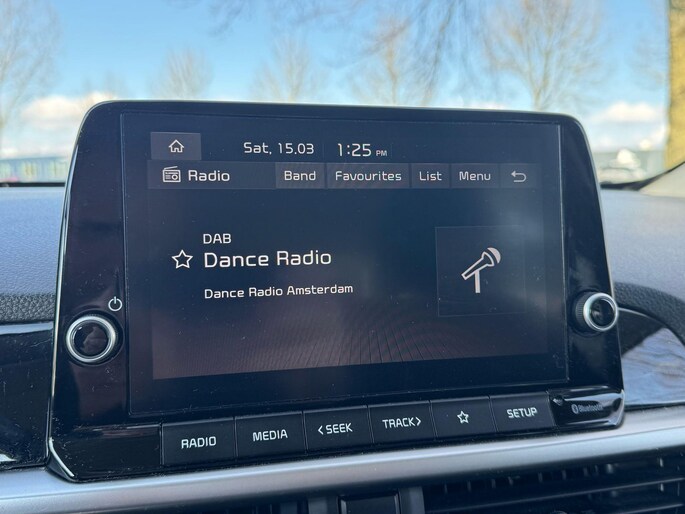 Sat, 15.03 1:25 PM
Radio Band Favourites List Menu
DAB
Dance Radio
Dance Radio Amsterdam
RADIO MEDIA <SEEK TRACK> SETUP
Bluetooth